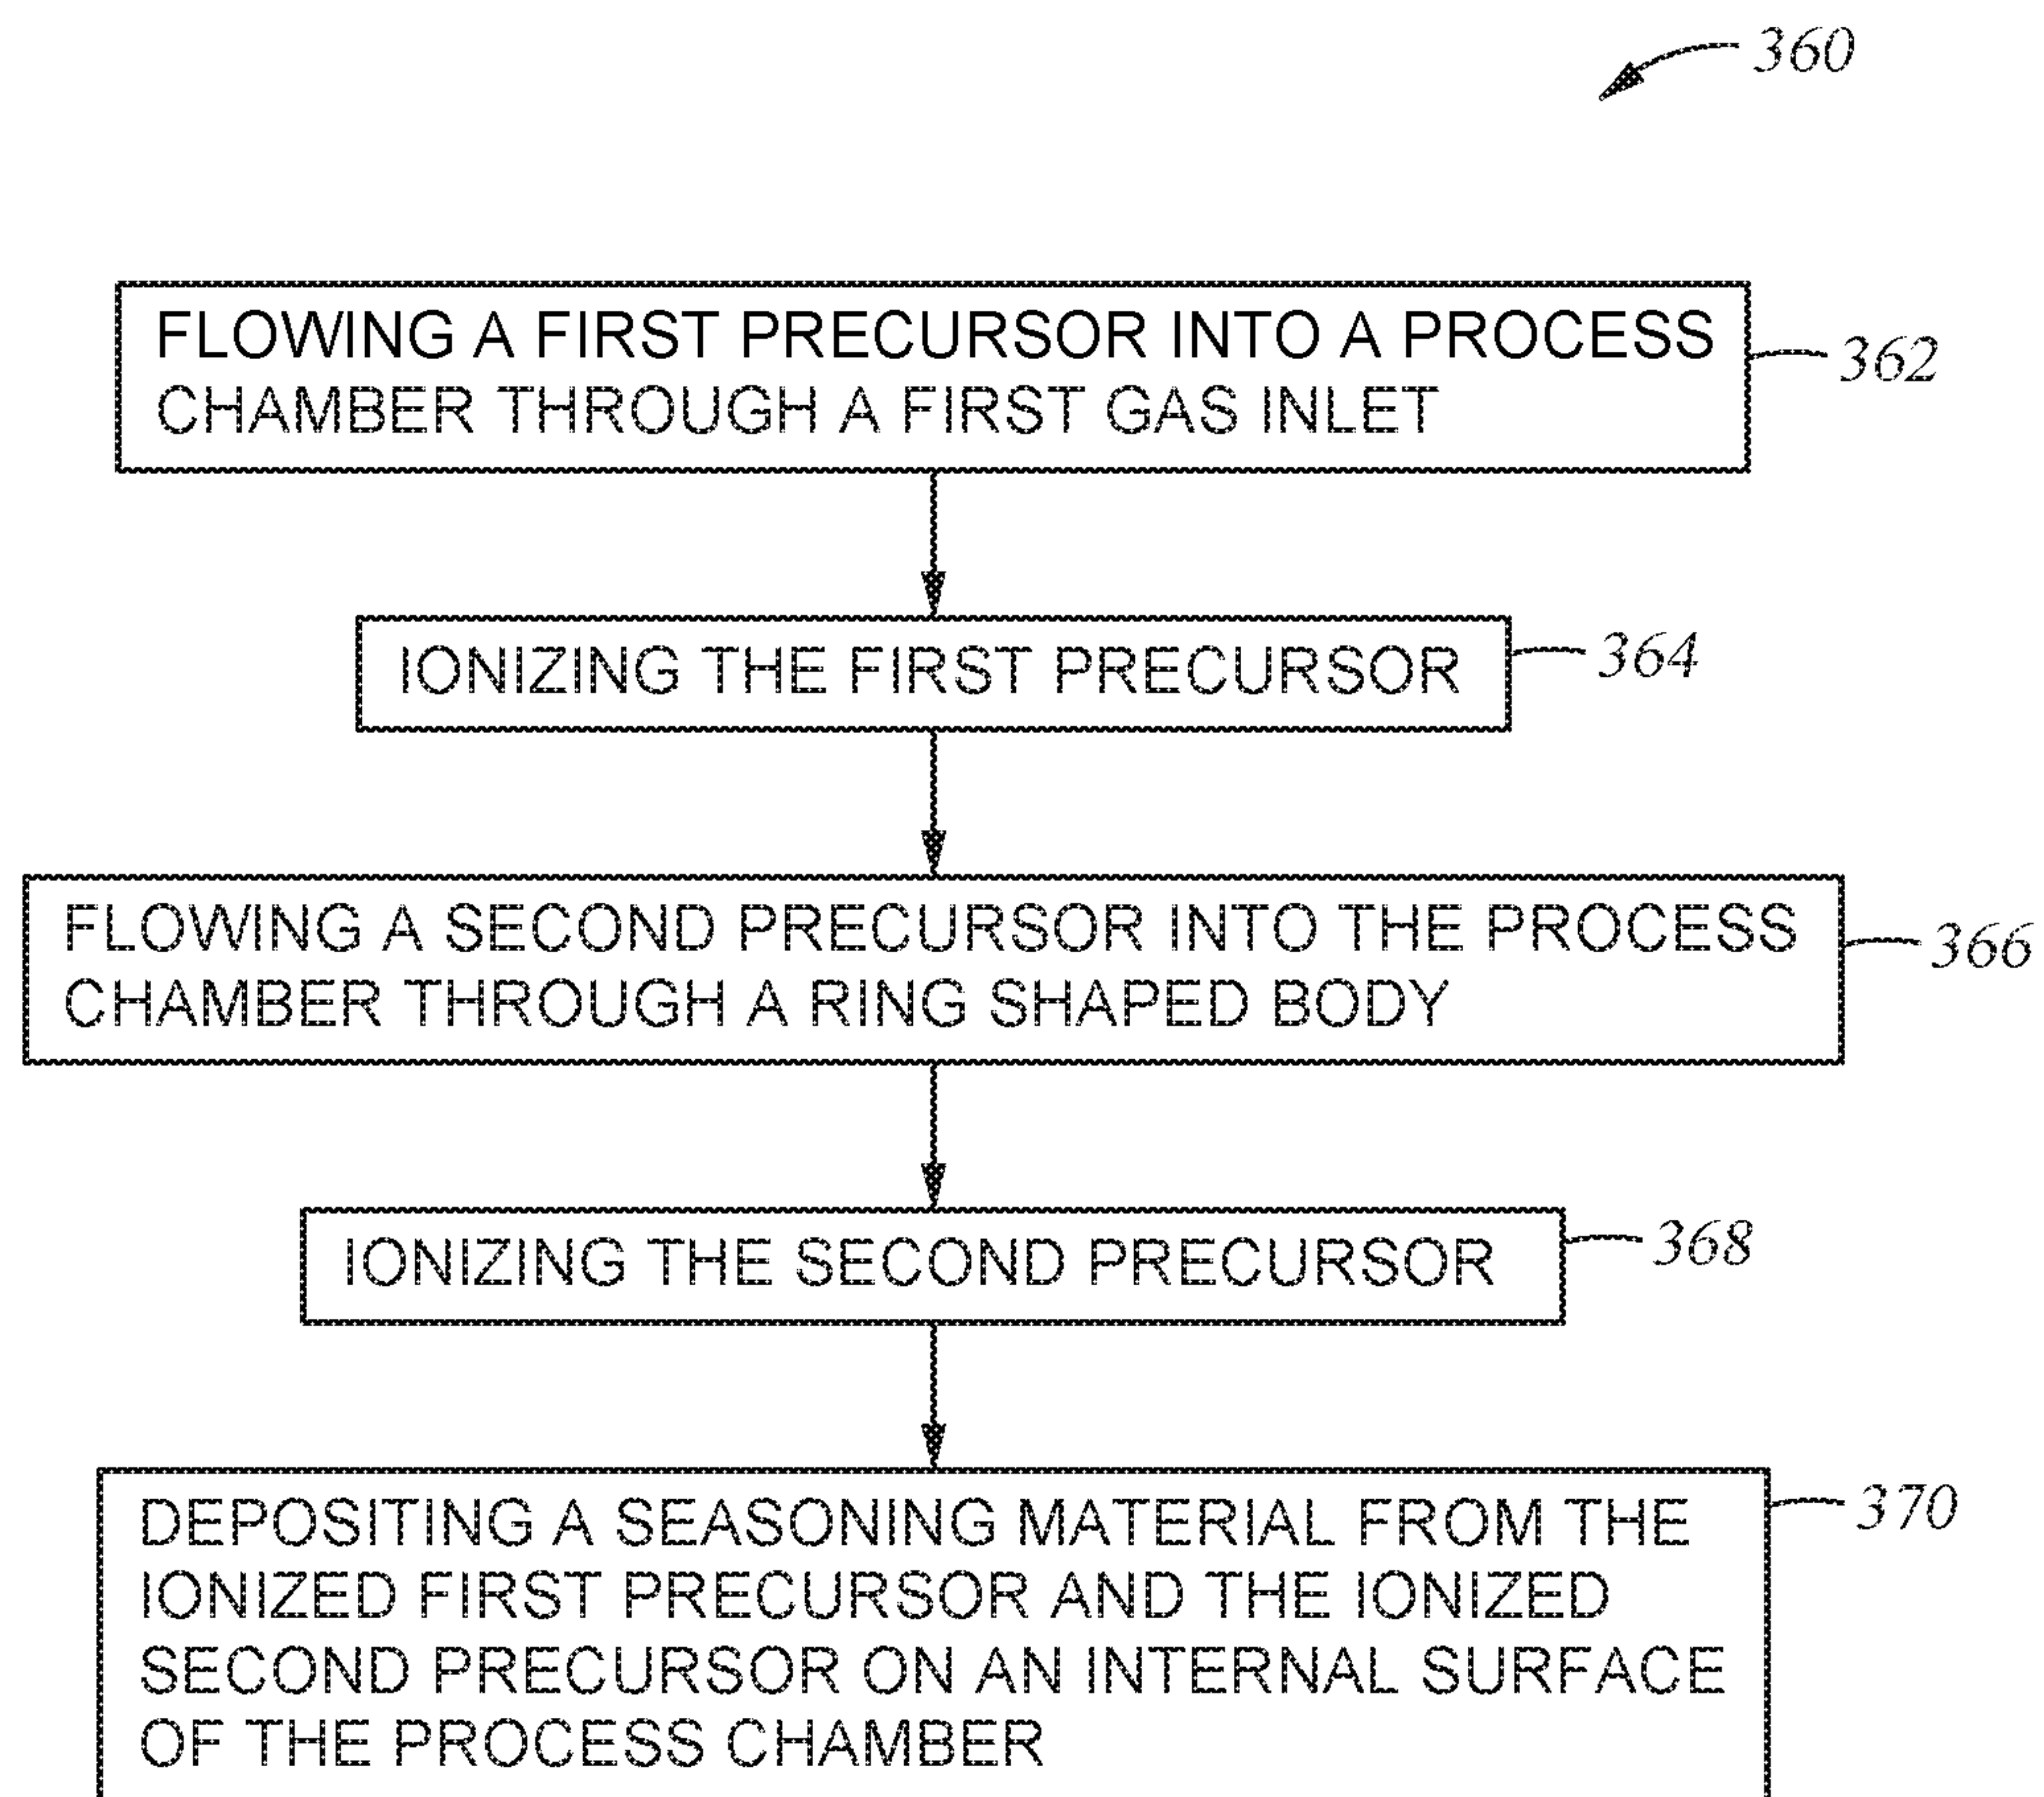 360
FLOWING A FIRST PRECURSOR INTO A PROCESS
CHAMBER THROUGH A FIRST GAS INLET
362
IONIZING THE FIRST PRECURSOR
364
FLOWING A SECOND PRECURSOR INTO THE PROCESS
CHAMBER THROUGH A RING SHAPED BODY
366
IONIZING THE SECOND PRECURSOR
368
DEPOSITING A SEASONING MATERIAL FROM THE
IONIZED FIRST PRECURSOR AND THE IONIZED
SECOND PRECURSOR ON AN INTERNAL SURFACE
OF THE PROCESS CHAMBER
370